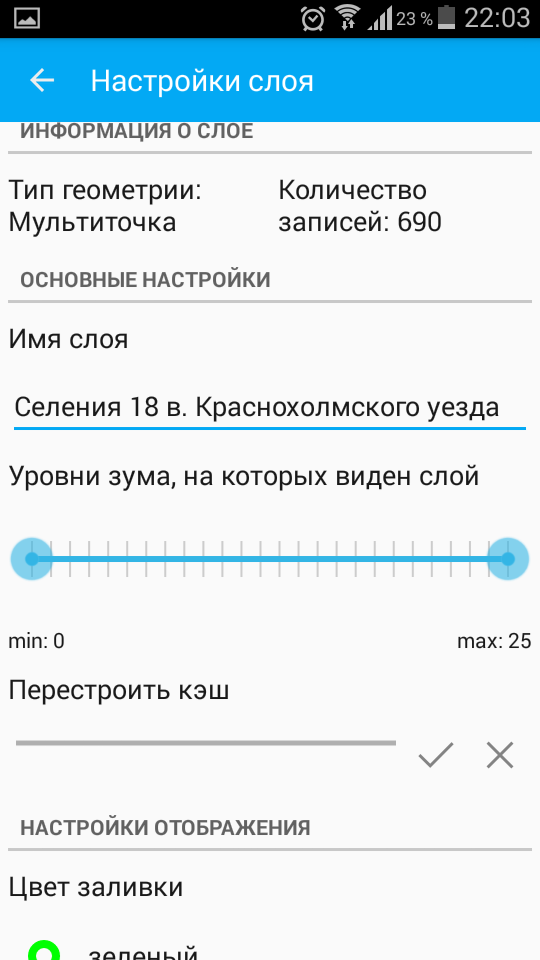 23 % 22:03
Настройки слоя
ИНФОРМАЦИЯ О СЛОЕ
Тип геометрии:
Мультиточка
Количество
записей: 690
ОСНОВНЫЕ НАСТРОЙКИ
Имя слоя
Селения 18 в. Краснохолмского уезда
Уровни зума, на которых виден слой
min: 0 max: 25
Перестроить кэш
НАСТРОЙКИ ОТОБРАЖЕНИЯ
Цвет заливки
зеленый